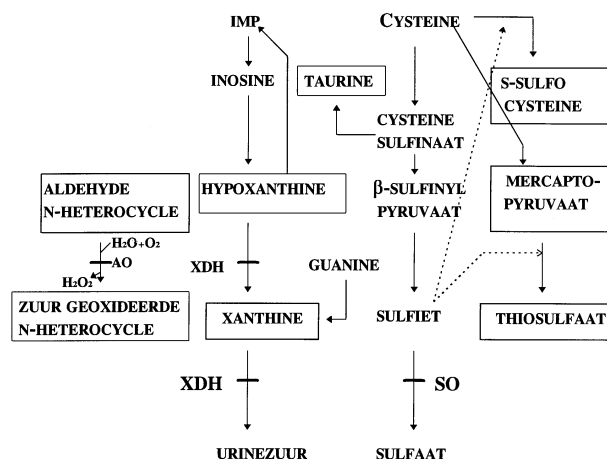 IMP
CYSTEINE
INOSINE
TAURINE
S-SULFO
CYSTEINE
CYSTEINE
SULFINAAT
ALDEHYDE
N-HETEROCYCLE
HYPOXANTHINE
β-SULFINYL
PYRUVAAT
MERCAPTO-
PYRUVAAT
H2O+O2
AO
H2O2
XDH
GUANINE
ZUUR GEOXIDEERDE
N-HETEROCYCLE
XANTHINE
SULFIET
THIOSULFAAT
XDH
SO
URINEZUUR
SULFAAT